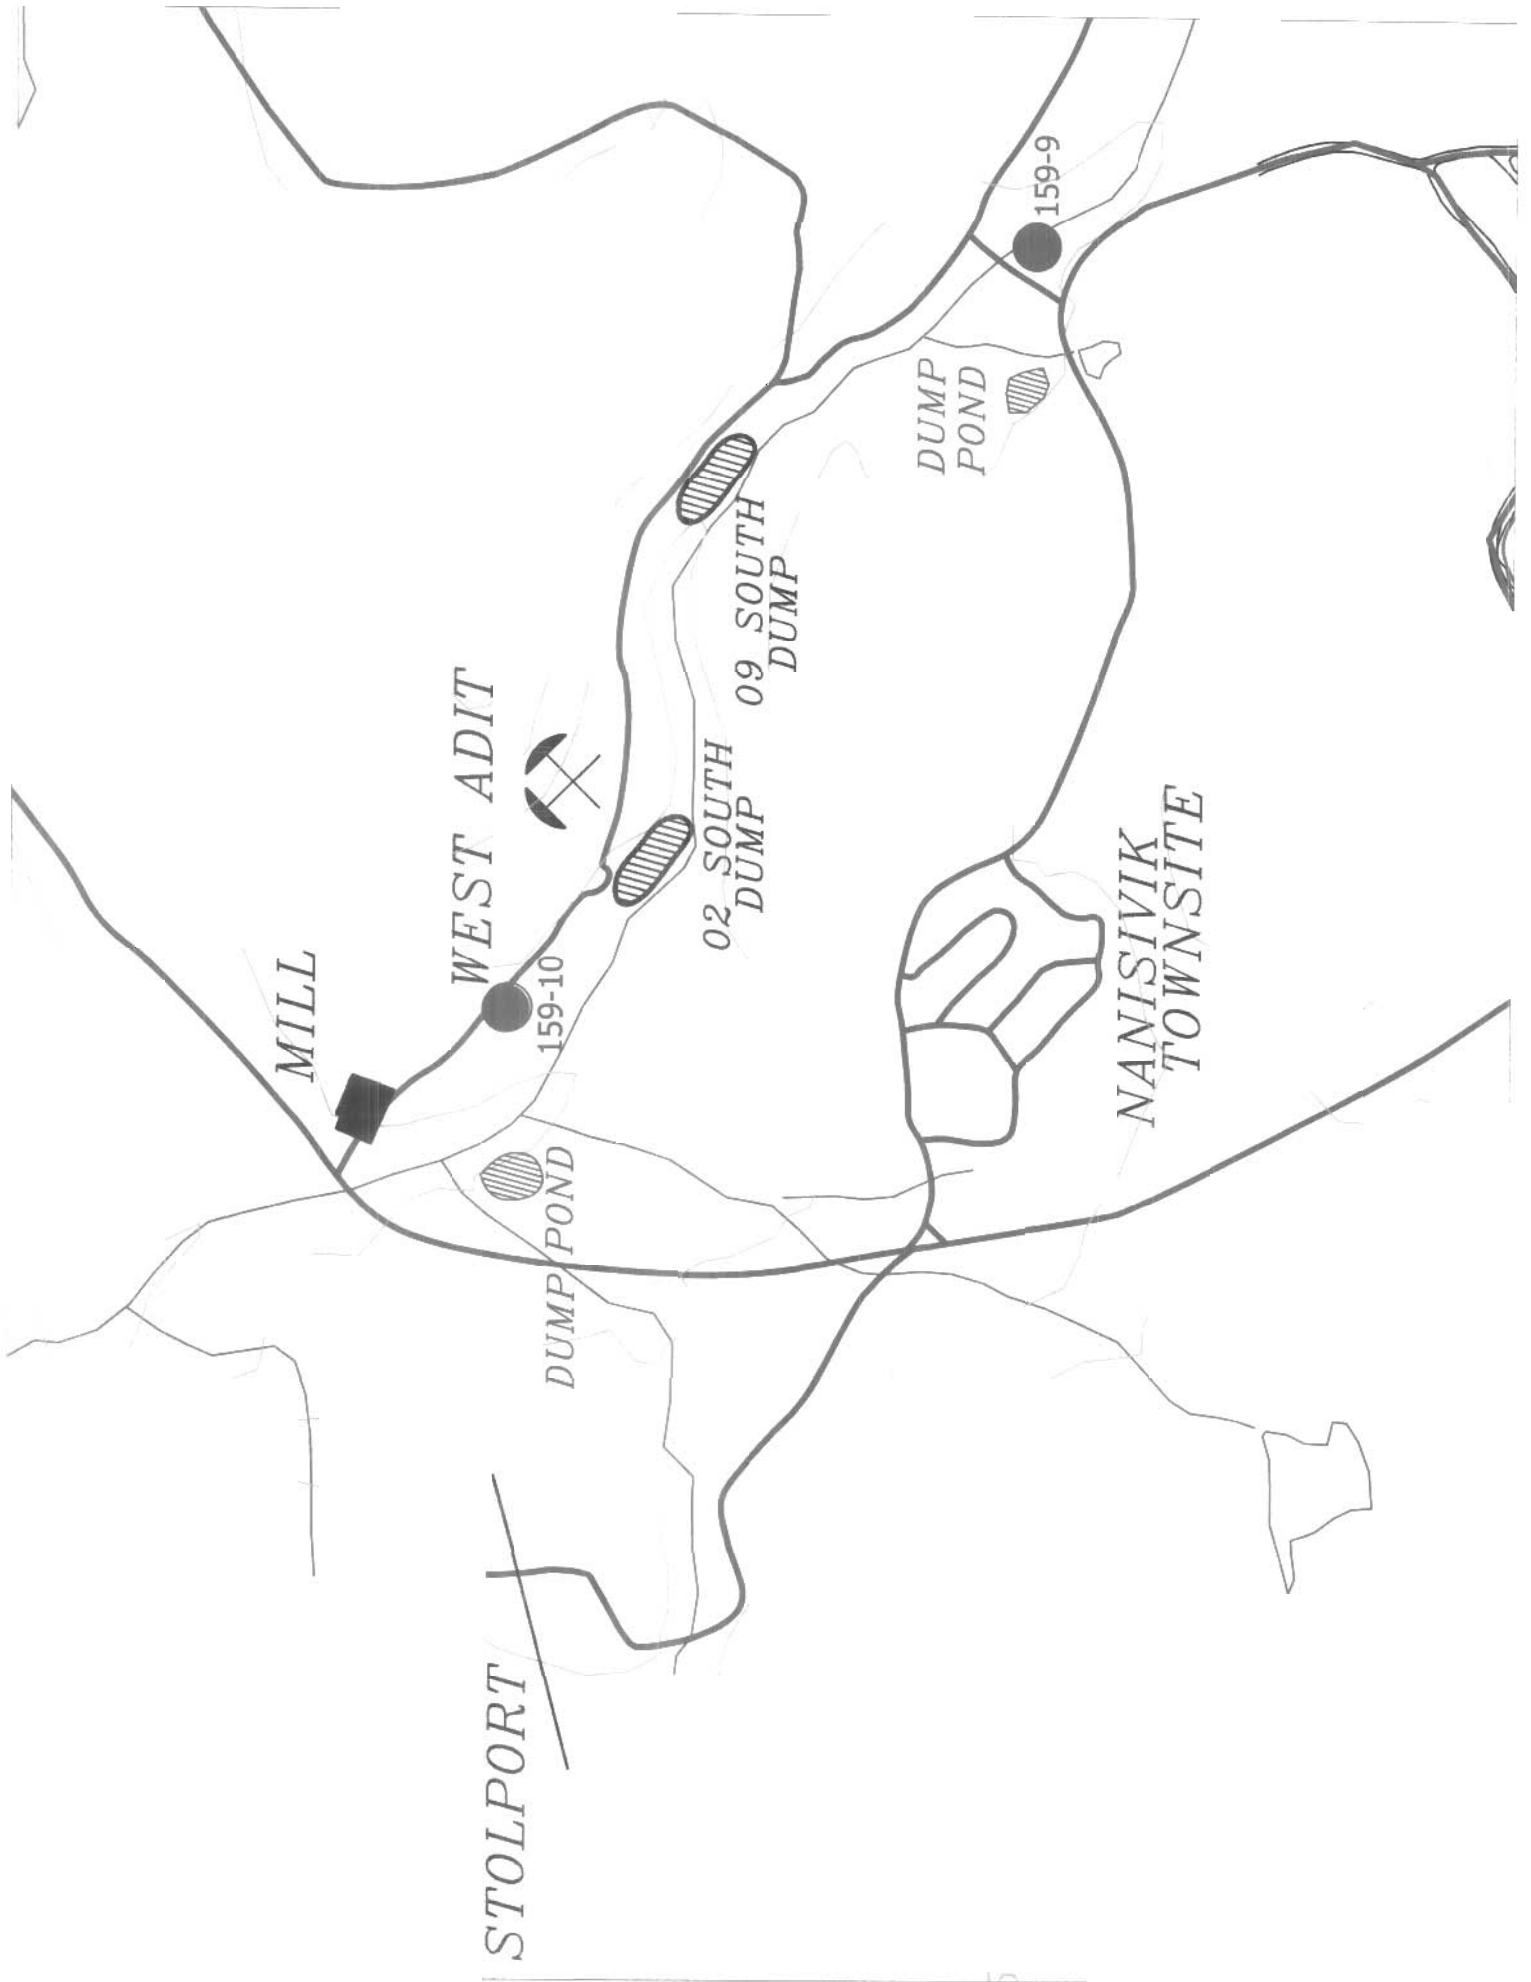 MILL
WEST ADIT
159-10
DUMP POND
02 SOUTH
DUMP
09 SOUTH
DUMP
DUMP
POND
159-9
STOLPORT
NANISIVIK
TOWNSITE